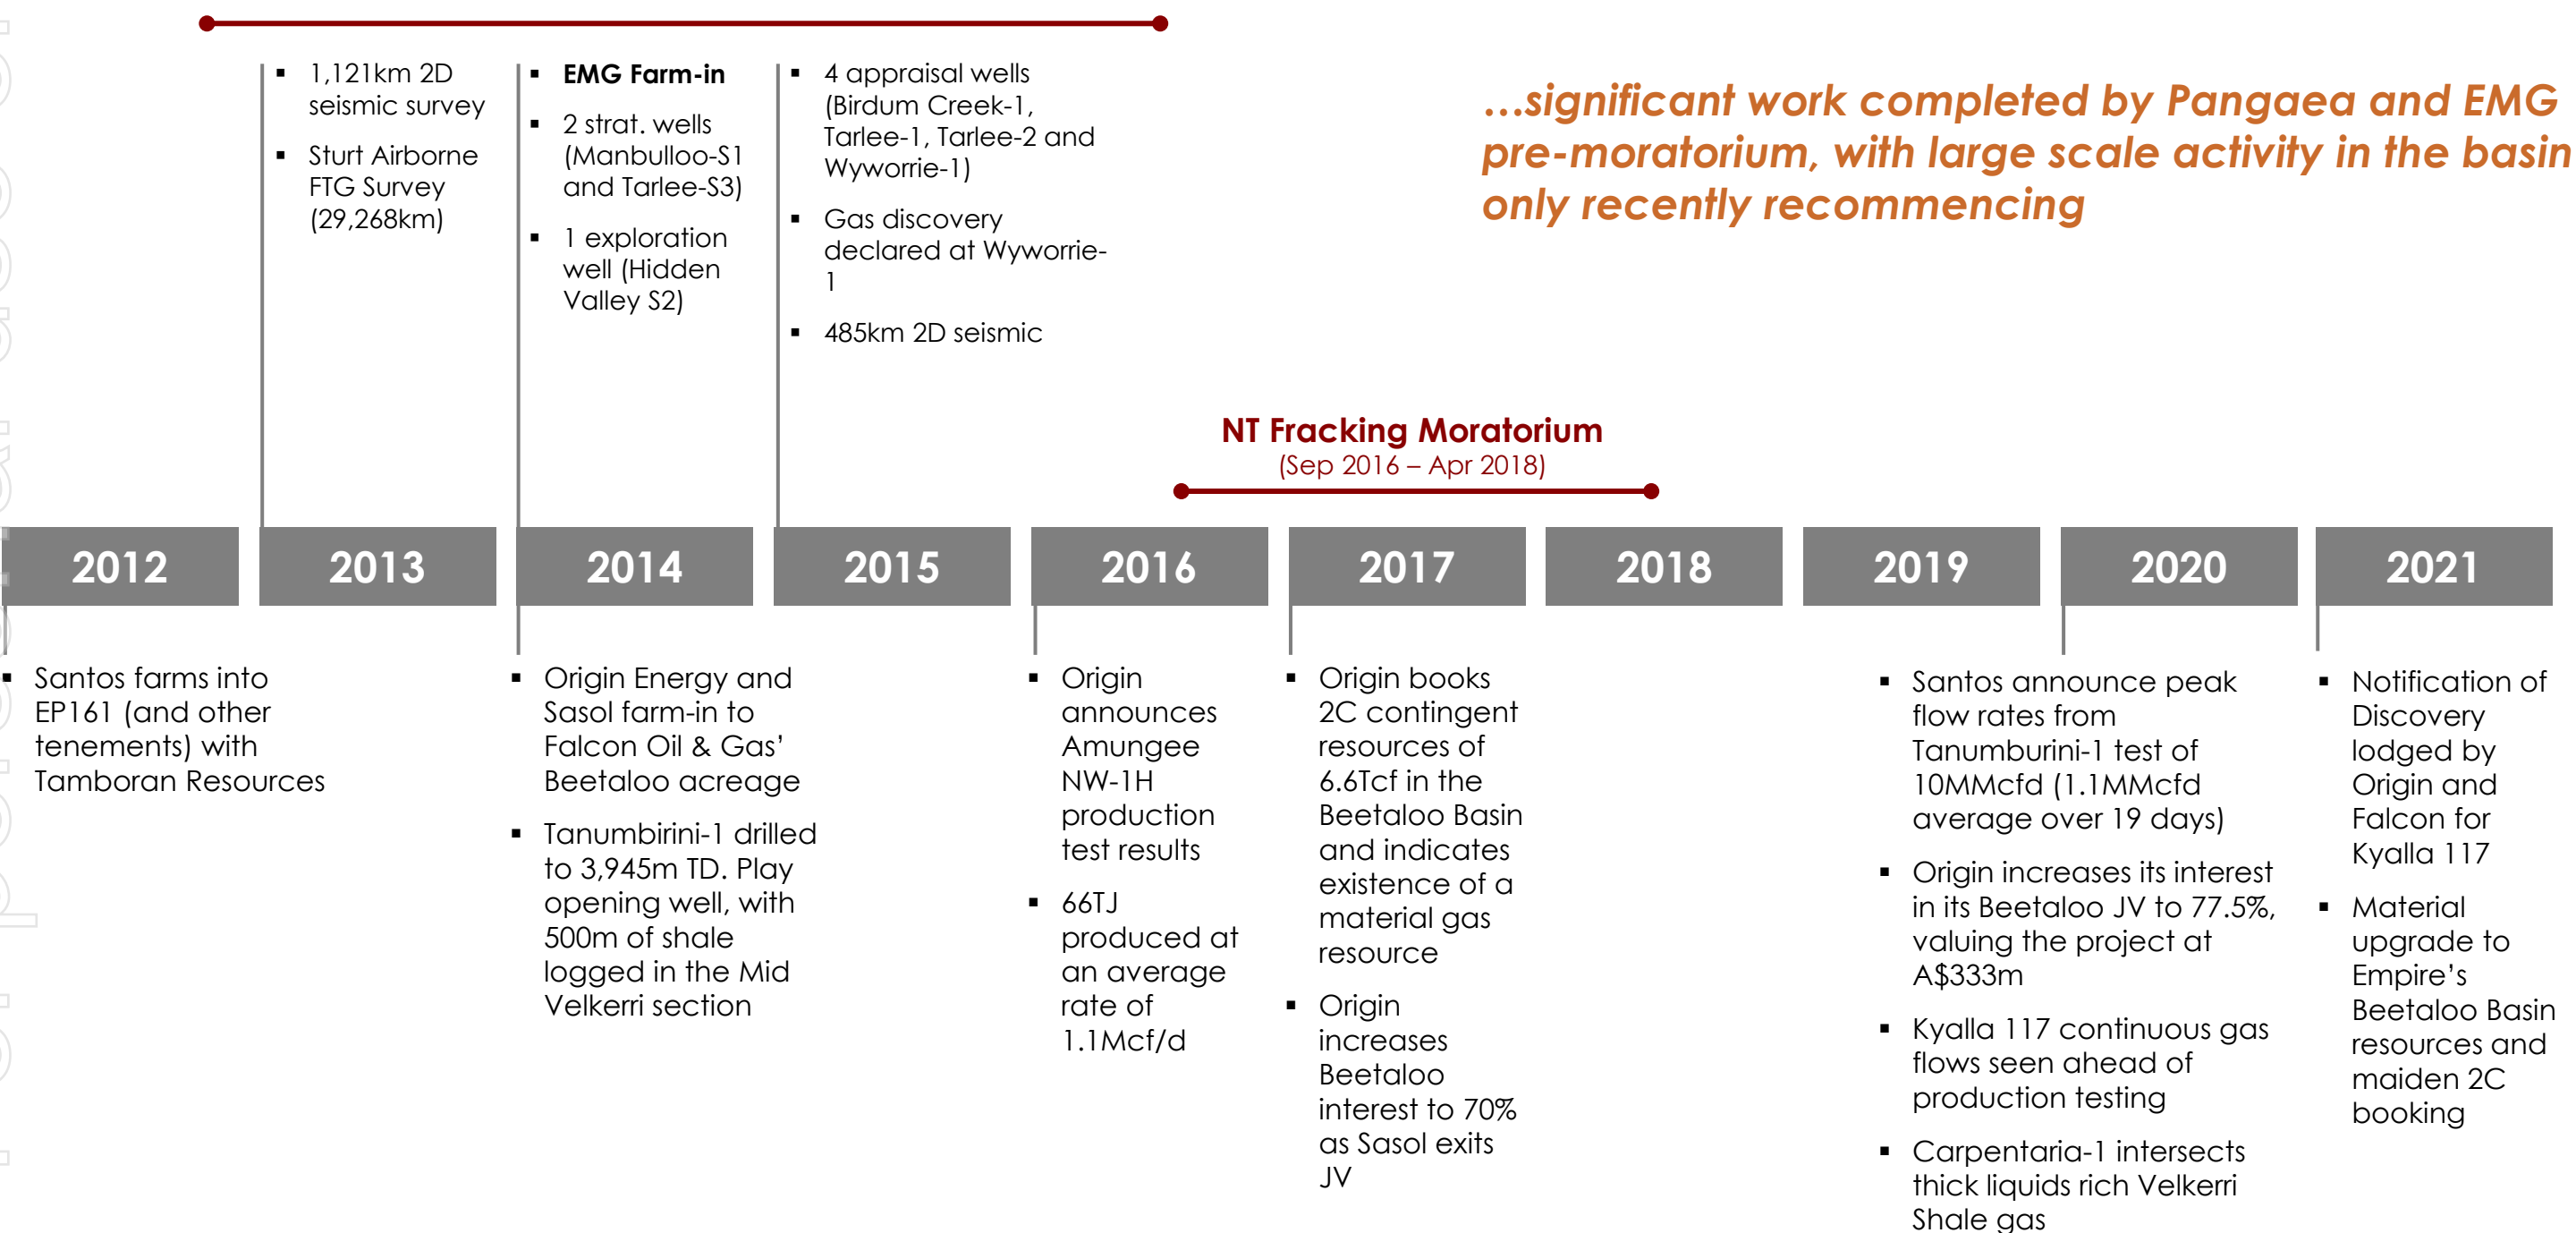 1,121km 2D
seismic survey
Sturt Airborne
FTG Survey
(29,268km)
EMG Farm-in
2 strat. wells
(Manbulloo-S1
and Tarlee-S3)
1 exploration
well (Hidden
Valley S2)
4 appraisal wells
(Birdum Creek-1,
Tarlee-1, Tarlee-2 and
Wyworrie-1)
Gas discovery
declared at Wyworrie-
1
485km 2D seismic
...significant work completed by Pangaea and EMG
pre-moratorium, with large scale activity in the basin
only recently recommencing
NT Fracking Moratorium
(Sep 2016 – Apr 2018)
2012
2013
2014
2015
2016
2017
2018
2019
2020
2021
Santos farms into
EP161 (and other
tenements) with
Tamboran Resources
Origin Energy and
Sasol farm-in to
Falcon Oil & Gas'
Beetaloo acreage
Tanumbirini-1 drilled
to 3,945m TD. Play
opening well, with
500m of shale
logged in the Mid
Velkerri section
Origin
announces
Amungee
NW-1H
production
test results
66TJ
produced at
an average
rate of
1.1Mcf/d
Origin books
2C contingent
resources of
6.6Tcf in the
Beetaloo Basin
and indicates
existence of a
material gas
resource
Origin
increases
Beetaloo
interest to 70%
as Sasol exits
JV
Santos announce peak
flow rates from
Tanumburini-1 test of
10MMcfd (1.1MMcfd
average over 19 days)
Origin increases its interest
in its Beetaloo JV to 77.5%,
valuing the project at
A$333m
Kyalla 117 continuous gas
flows seen ahead of
production testing
Carpentaria-1 intersects
thick liquids rich Velkerri
Shale gas
Notification of
Discovery
lodged by
Origin and
Falcon for
Kyalla 117
Material
upgrade to
Empire's
Beetaloo Basin
resources and
maiden 2C
booking